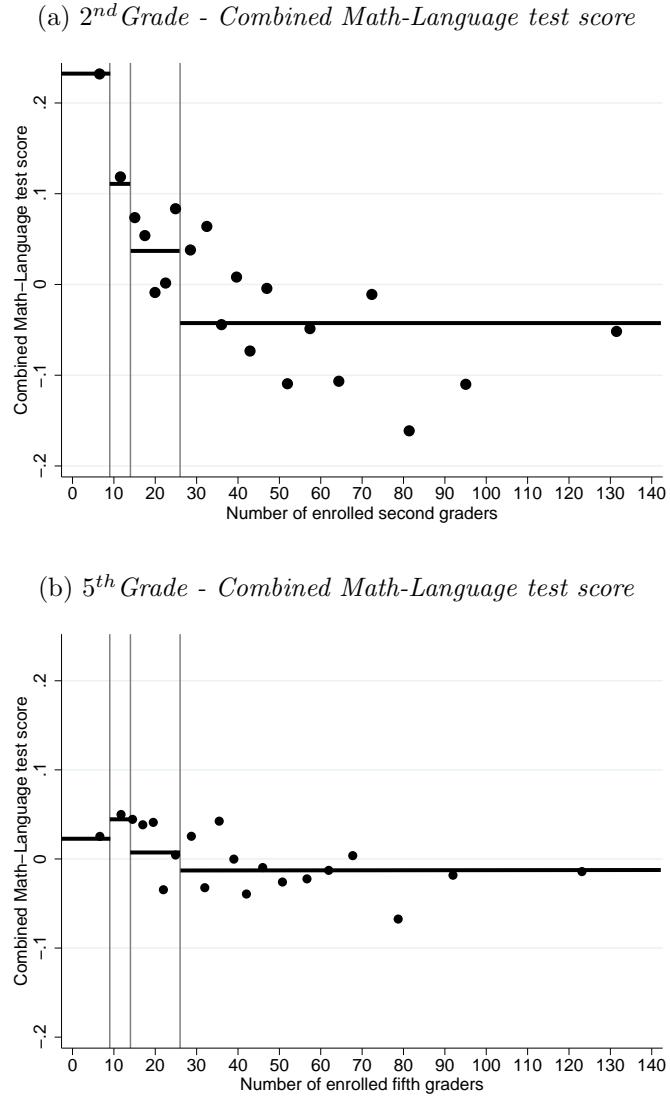 (a) 2nd Grade - Combined Math-Language test score
Combined Math−Language test score
.2
.1
0
−.1
−.2
0 10 20 30 40 50 60 70 80 90 100 110 120 130 140
Number of enrolled second graders
(b) 5th Grade - Combined Math-Language test score
Combined Math−Language test score
.2
.1
0
−.1
−.2
0 10 20 30 40 50 60 70 80 90 100 110 120 130 140
Number of enrolled fifth graders